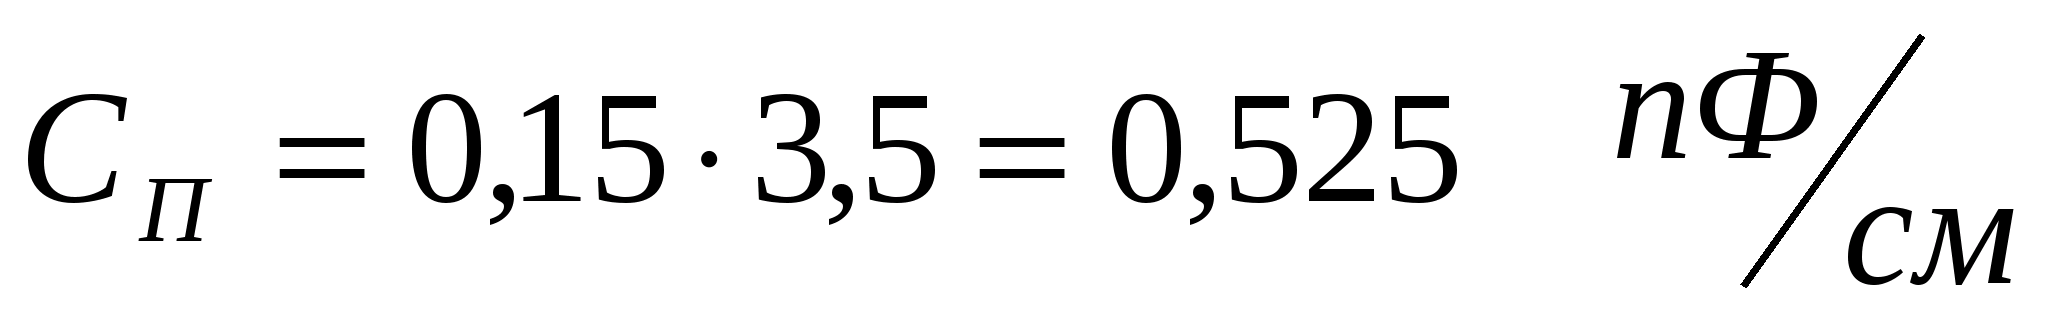 C_П = 0,15 · 3,5 = 0,525 пФ/см